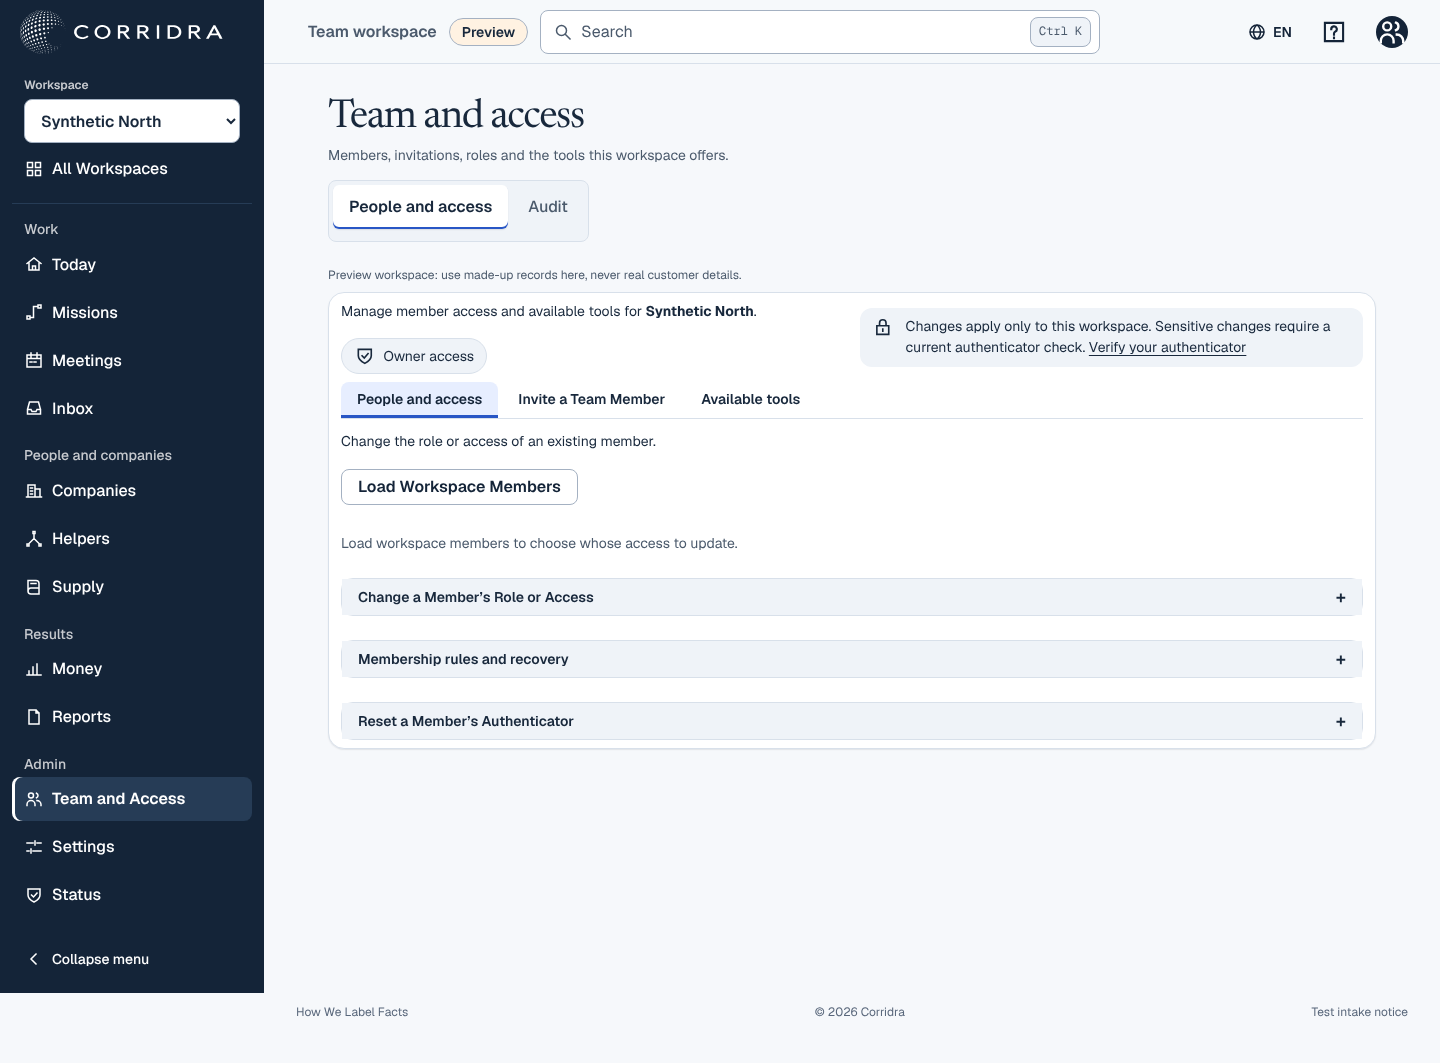 CORRIDRA
Workspace
Synthetic North
All Workspaces
Work
Today
Missions
Meetings
Inbox
People and companies
Companies
Helpers
Supply
Results
Money
Reports
Admin
Team and Access
Settings
Status
Collapse menu
Team workspace
Preview
Search
Ctrl K
EN
Team and access
Members, invitations, roles and the tools this workspace offers.
People and access
Audit
Preview workspace: use made-up records here, never real customer details.
Manage member access and available tools for Synthetic North.
Owner access
Changes apply only to this workspace. Sensitive changes require a
current authenticator check. Verify your authenticator
People and access
Invite a Team Member
Available tools
Change the role or access of an existing member.
Load Workspace Members
Load workspace members to choose whose access to update.
Change a Member’s Role or Access +
Membership rules and recovery +
Reset a Member’s Authenticator +
How We Label Facts
© 2026 Corridra
Test intake notice